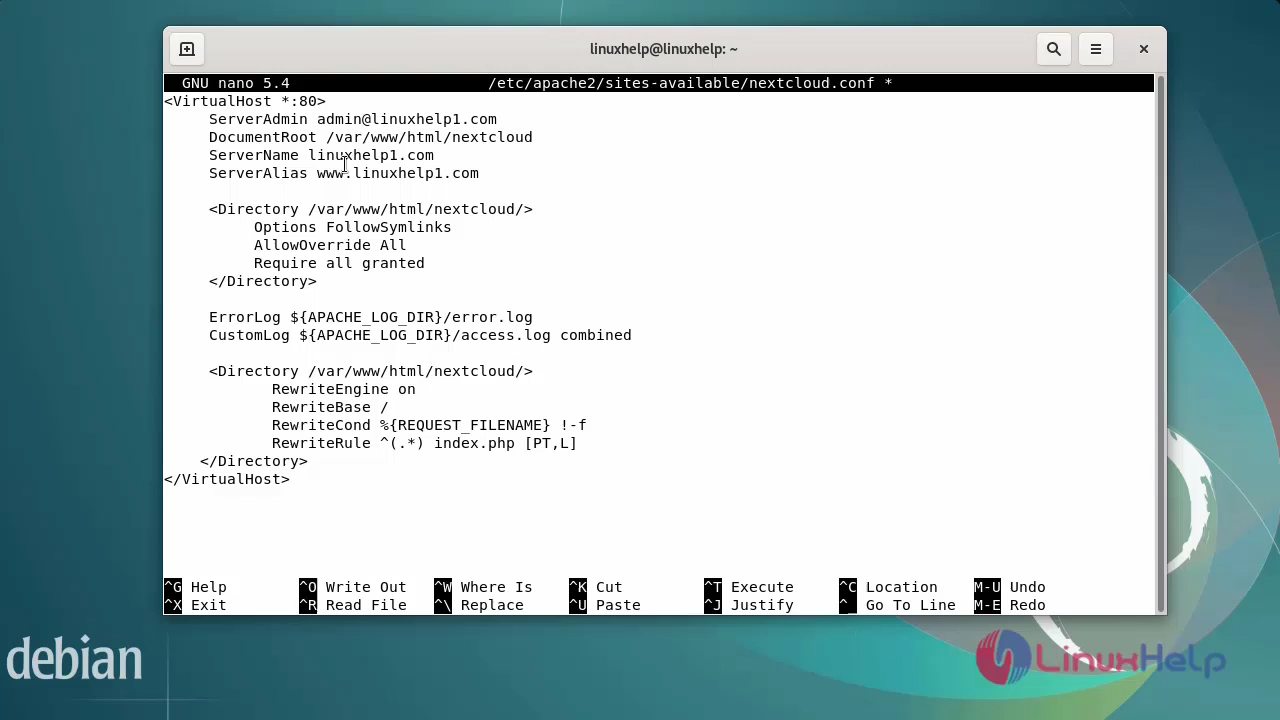 linuxhelp@linuxhelp: ~
GNU nano 5.4 /etc/apache2/sites-available/nextcloud.conf *
<VirtualHost *:80>
ServerAdmin admin@linuxhelp1.com
DocumentRoot /var/www/html/nextcloud
ServerName linuxhelp1.com
ServerAlias www.linuxhelp1.com
<Directory /var/www/html/nextcloud/>
Options FollowSymlinks
AllowOverride All
Require all granted
</Directory>
ErrorLog ${APACHE_LOG_DIR}/error.log
CustomLog ${APACHE_LOG_DIR}/access.log combined
<Directory /var/www/html/nextcloud/>
RewriteEngine on
RewriteBase /
RewriteCond %{REQUEST_FILENAME} !-f
RewriteRule ^(.*) index.php [PT,L]
</Directory>
</VirtualHost>
^G Help ^O Write Out ^W Where Is ^K Cut ^T Execute ^C Location M-U Undo
^X Exit ^R Read File ^\ Replace ^U Paste ^J Justify ^_ Go To Line M-E Redo
debian
LinuxHelp